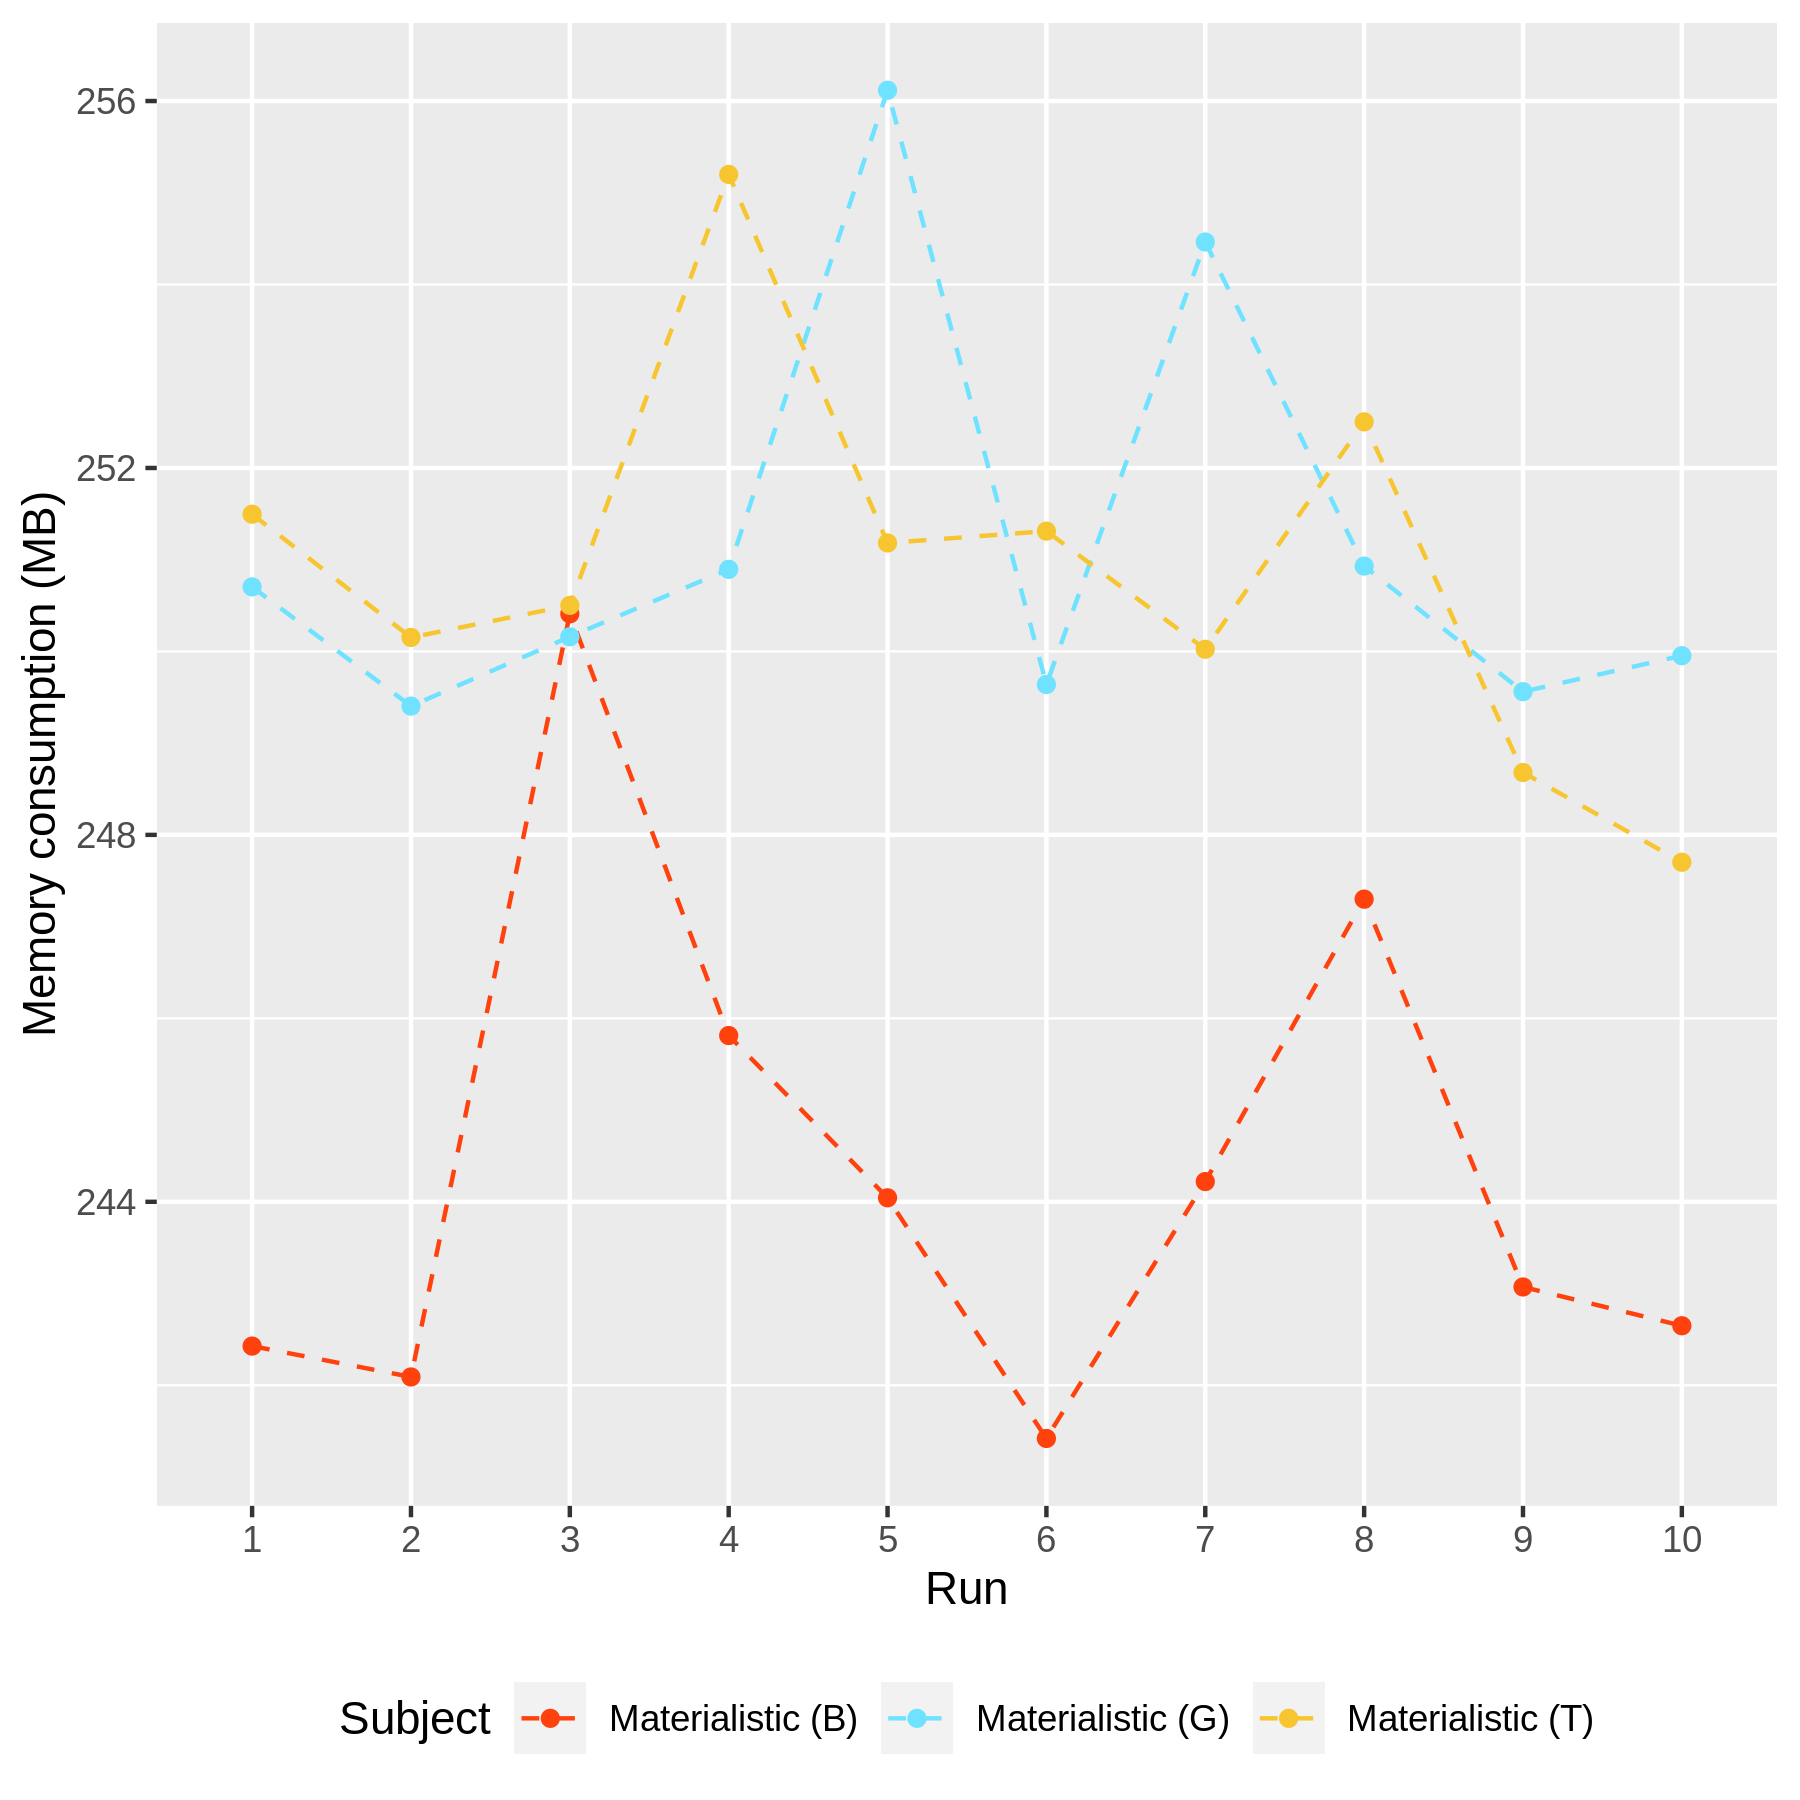 256
252
248
244
Memory consumption (MB)
1 2 3 4 5 6 7 8 9 10
Run
Subject Materialistic (B) Materialistic (G) Materialistic (T)